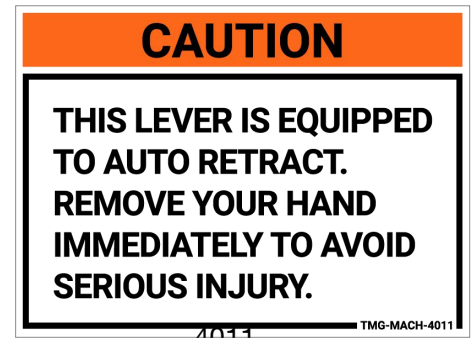 CAUTION
THIS LEVER IS EQUIPPED
TO AUTO RETRACT.
REMOVE YOUR HAND
IMMEDIATELY TO AVOID
SERIOUS INJURY.
TMG-MACH-4011
4011